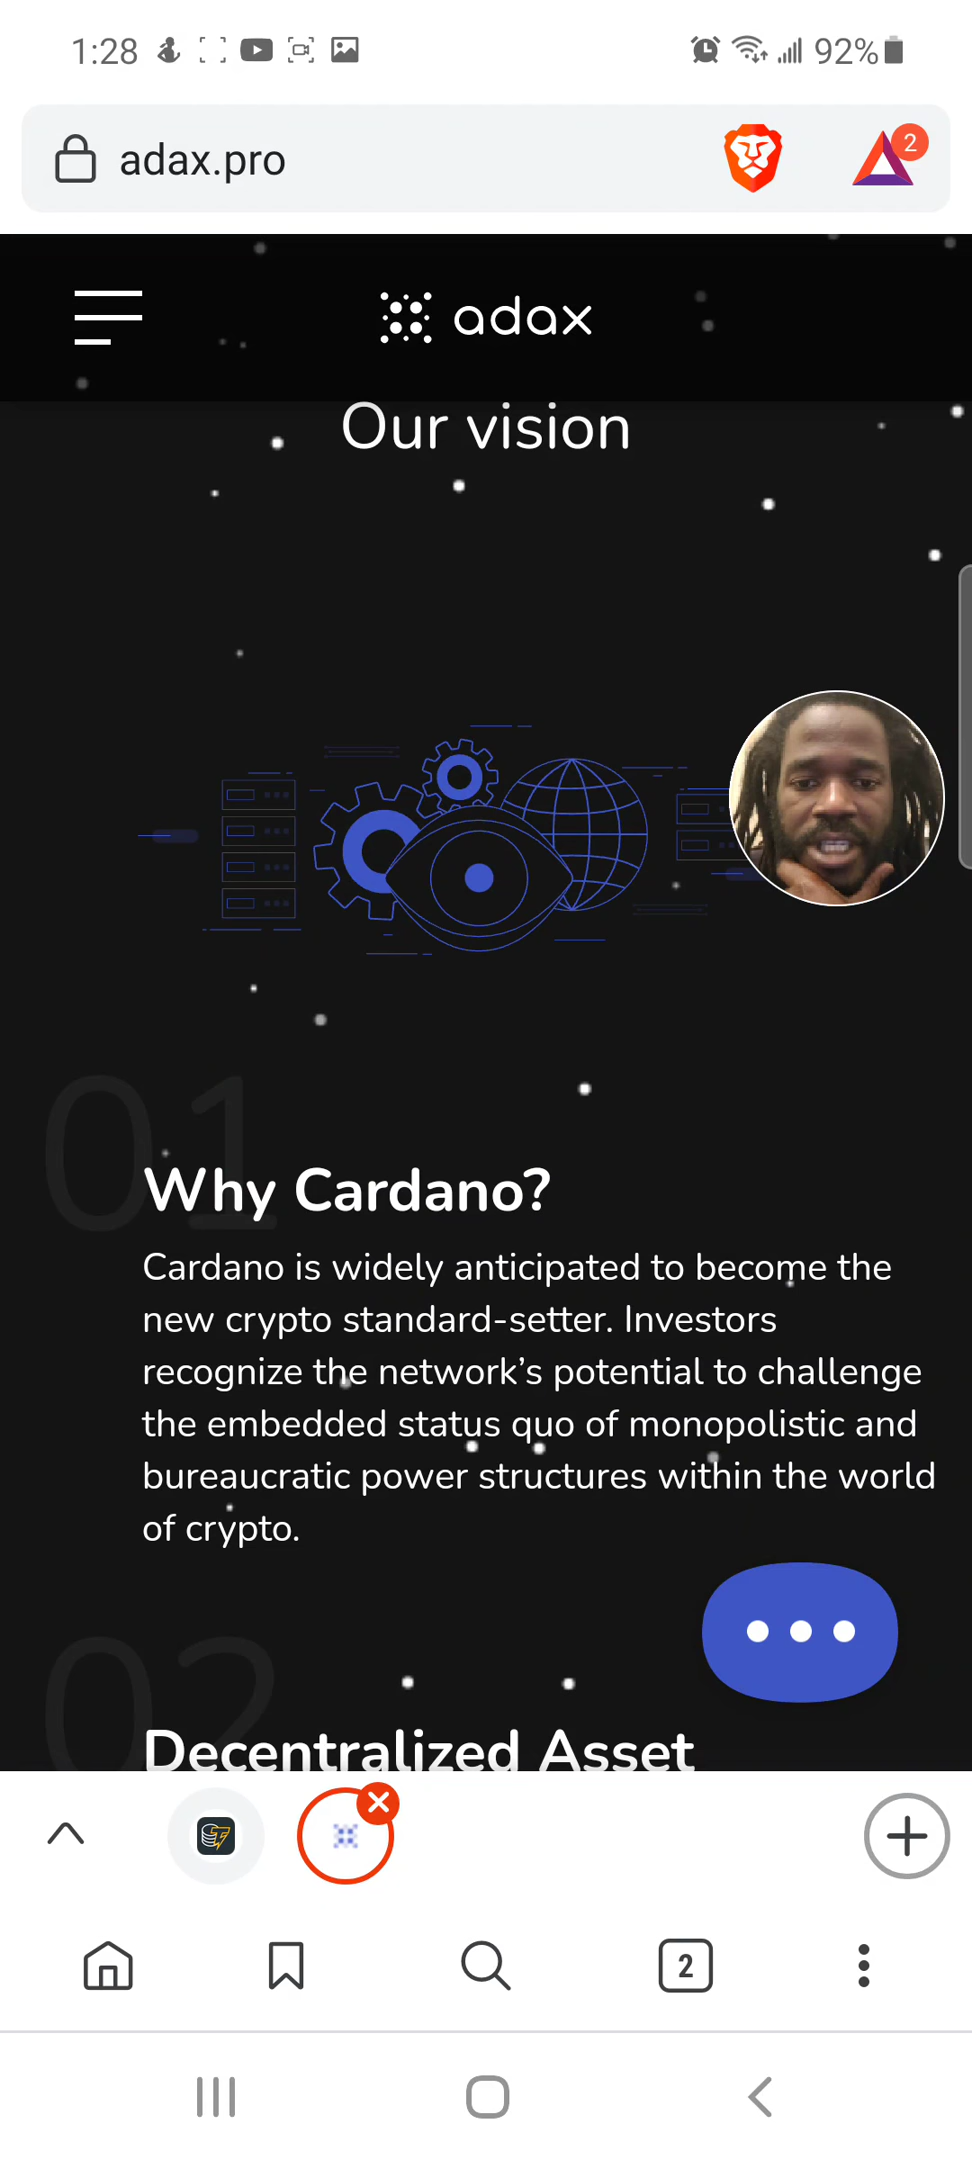 1:28
92%
adax.pro
2
adax
Our vision
01
Why Cardano?
Cardano is widely anticipated to become the
new crypto standard-setter. Investors
recognize the network’s potential to challenge
the embedded status quo of monopolistic and
bureaucratic power structures within the world
of crypto.
02
Decentralized Asset
2